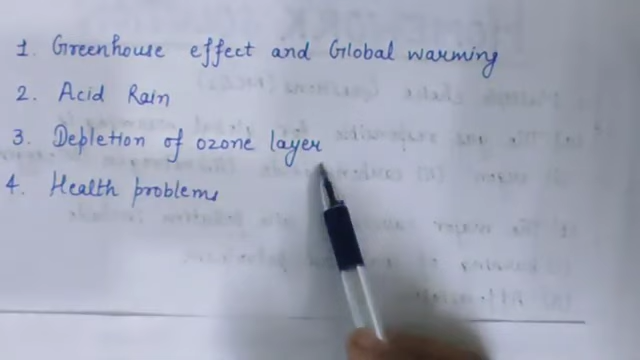 1. Greenhouse effect and Global warming
2. Acid Rain
3. Depletion of ozone layer
4. Health problems